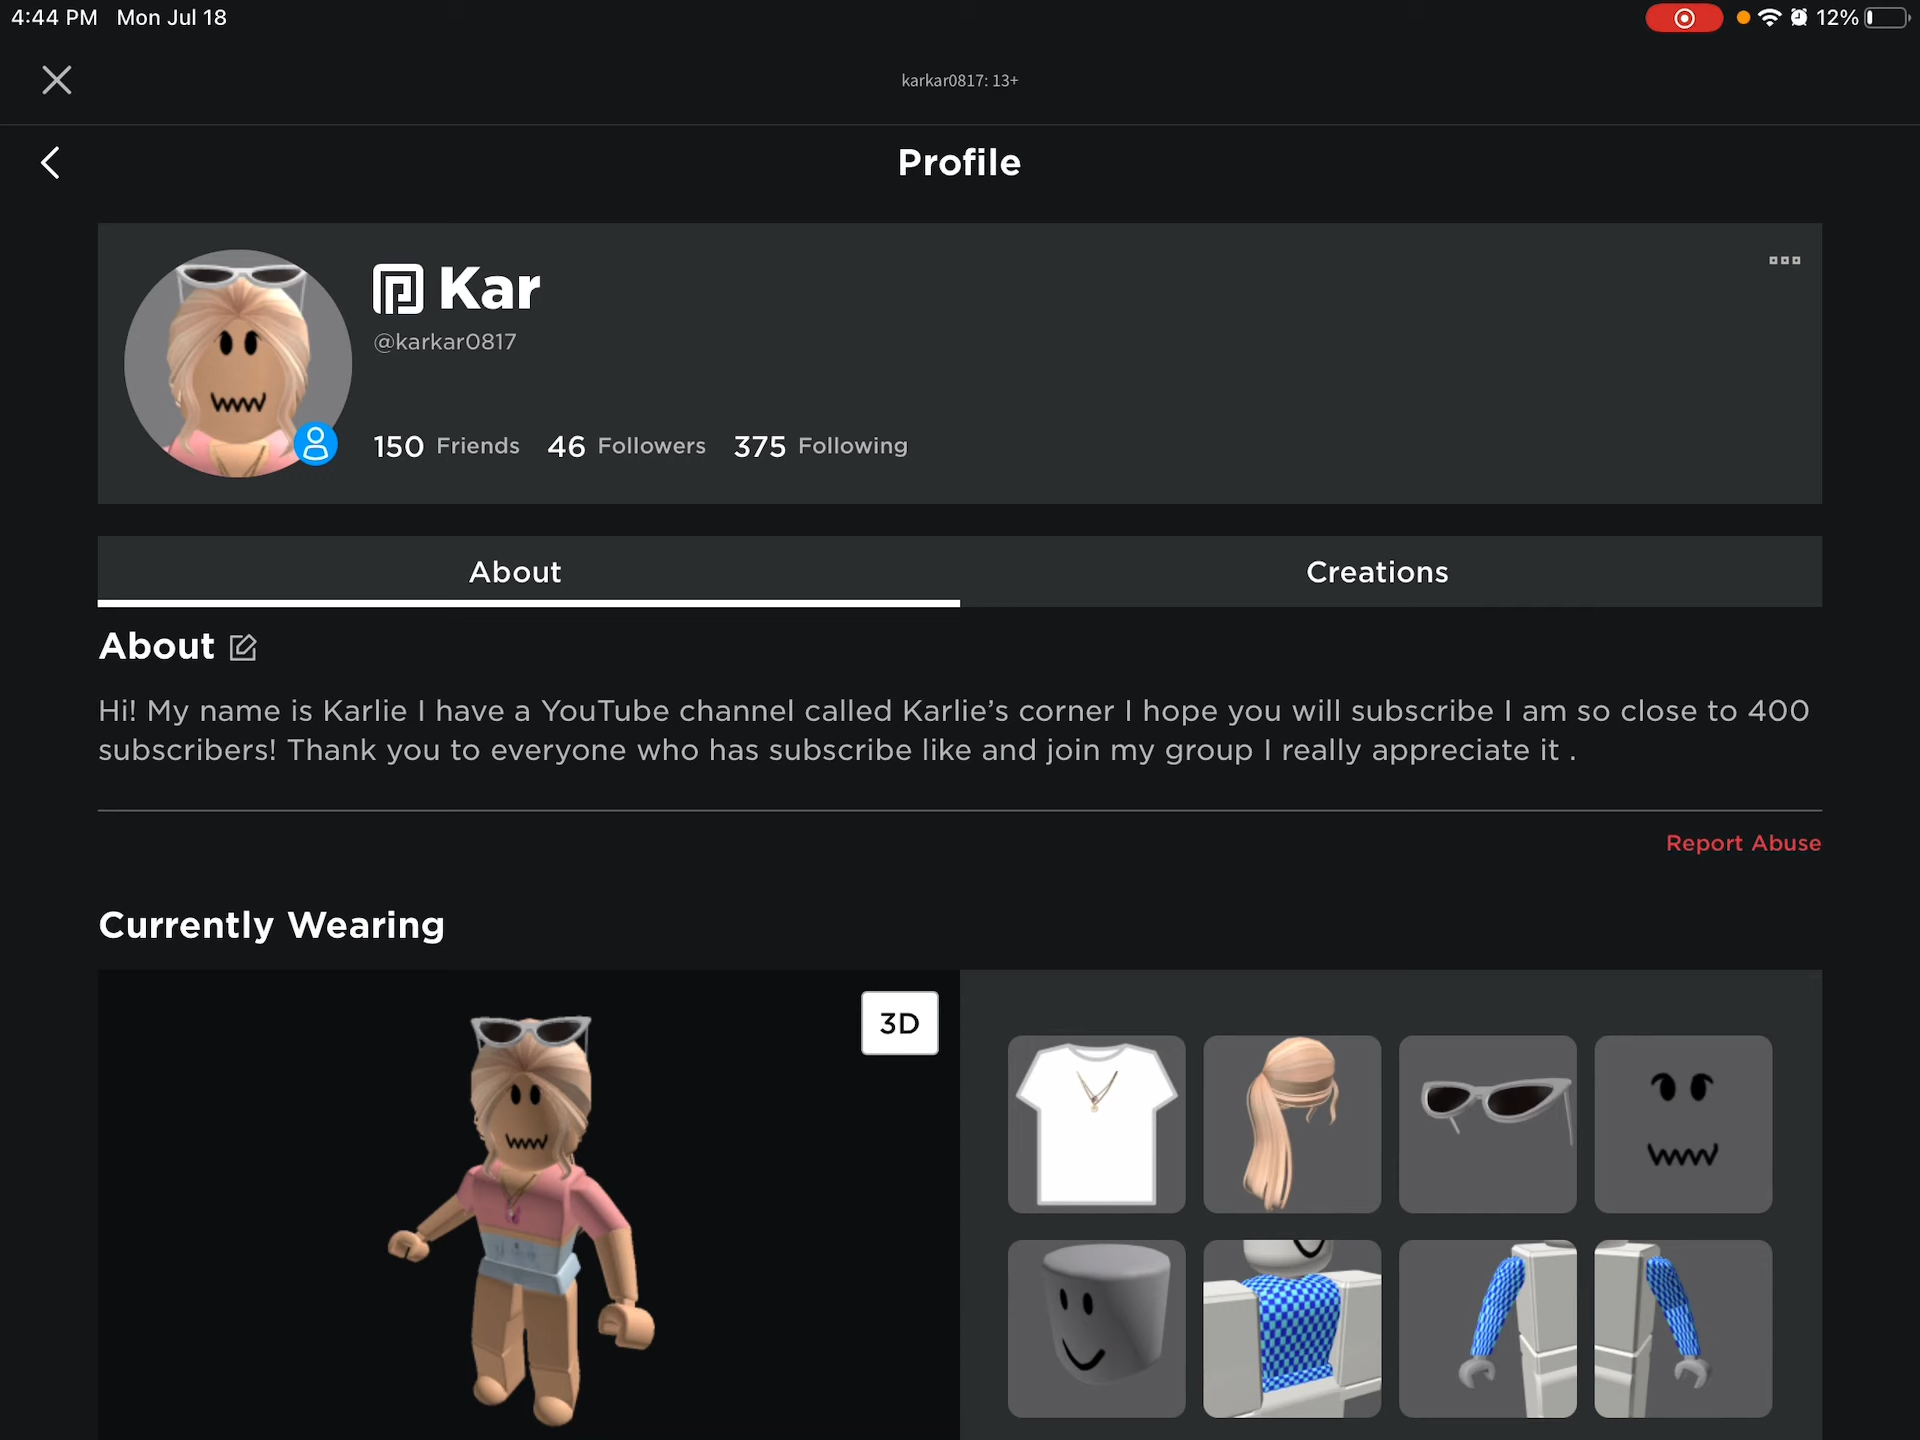 4:44 PM Mon Jul 18
12%
karkar0817: 13+
Profile
Kar
@karkar0817
150 Friends 46 Followers 375 Following
About Creations
About
Hi! My name is Karlie I have a YouTube channel called Karlie’s corner I hope you will subscribe I am so close to 400
subscribers! Thank you to everyone who has subscribe like and join my group I really appreciate it .
Report Abuse
Currently Wearing
3D